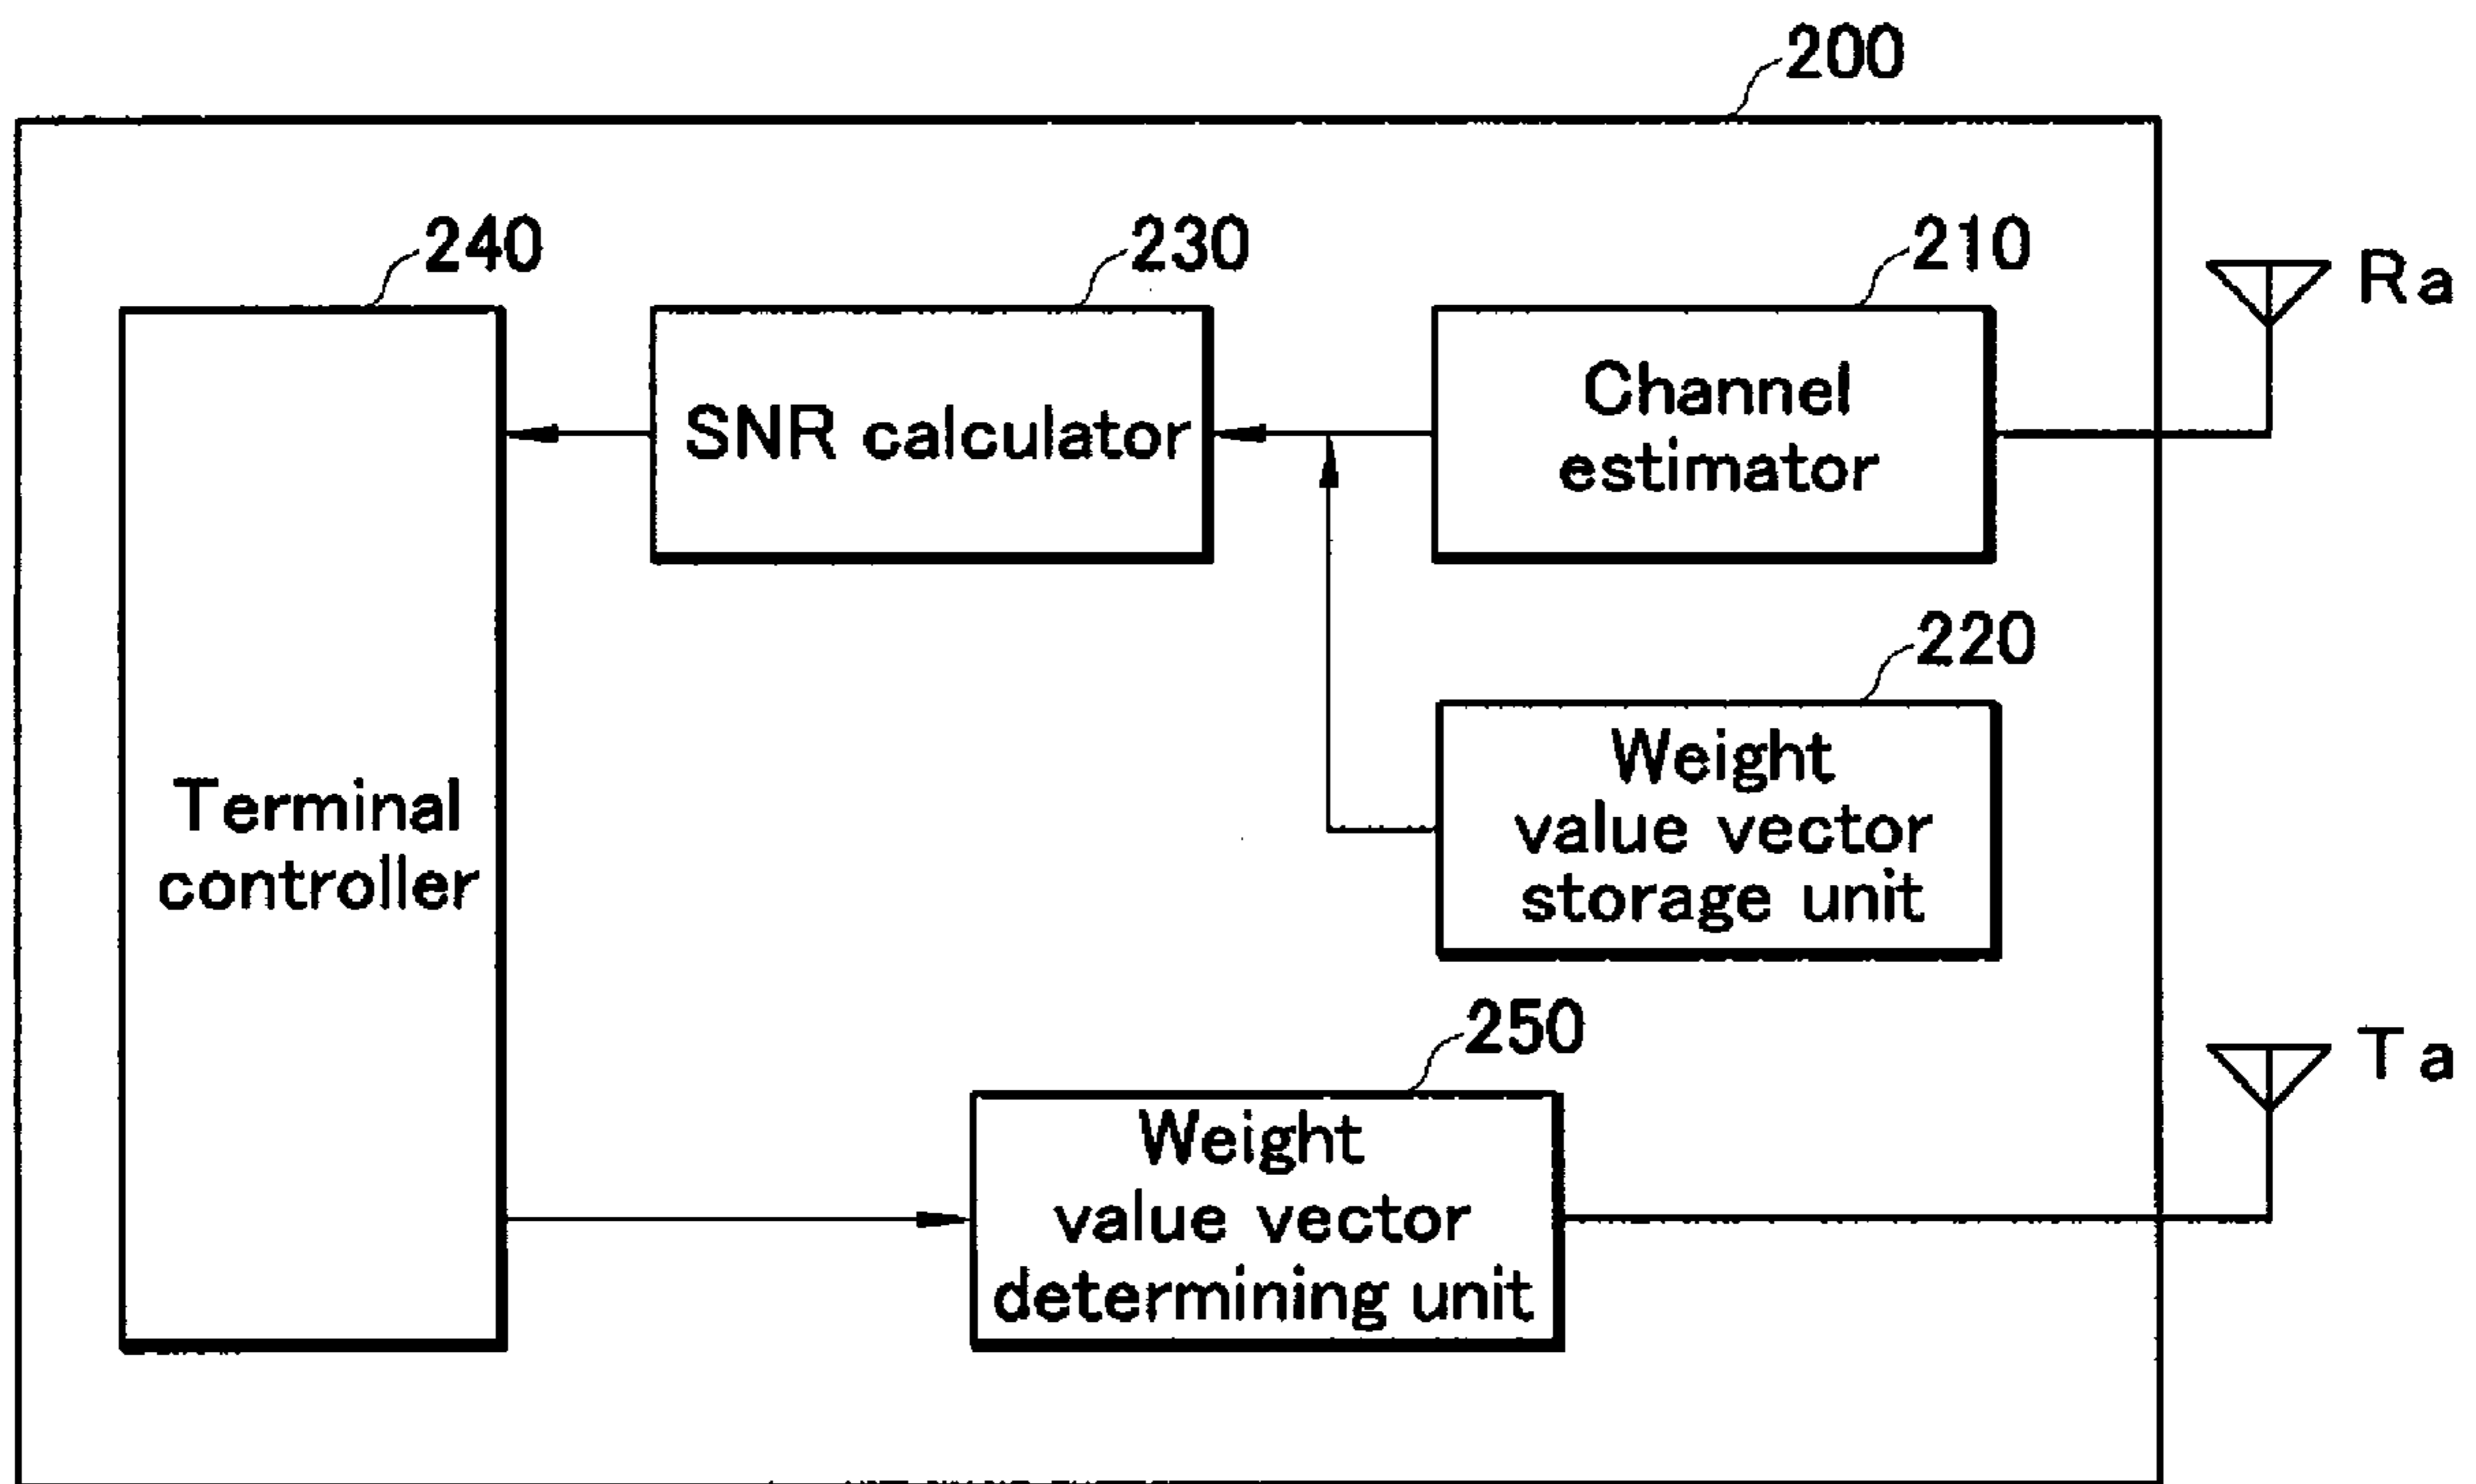 200
240
230
210
Ra
SNR calculator
Channel
estimator
220
Weight
value vector
storage unit
Terminal
controller
250
Ta
Weight
value vector
determining unit